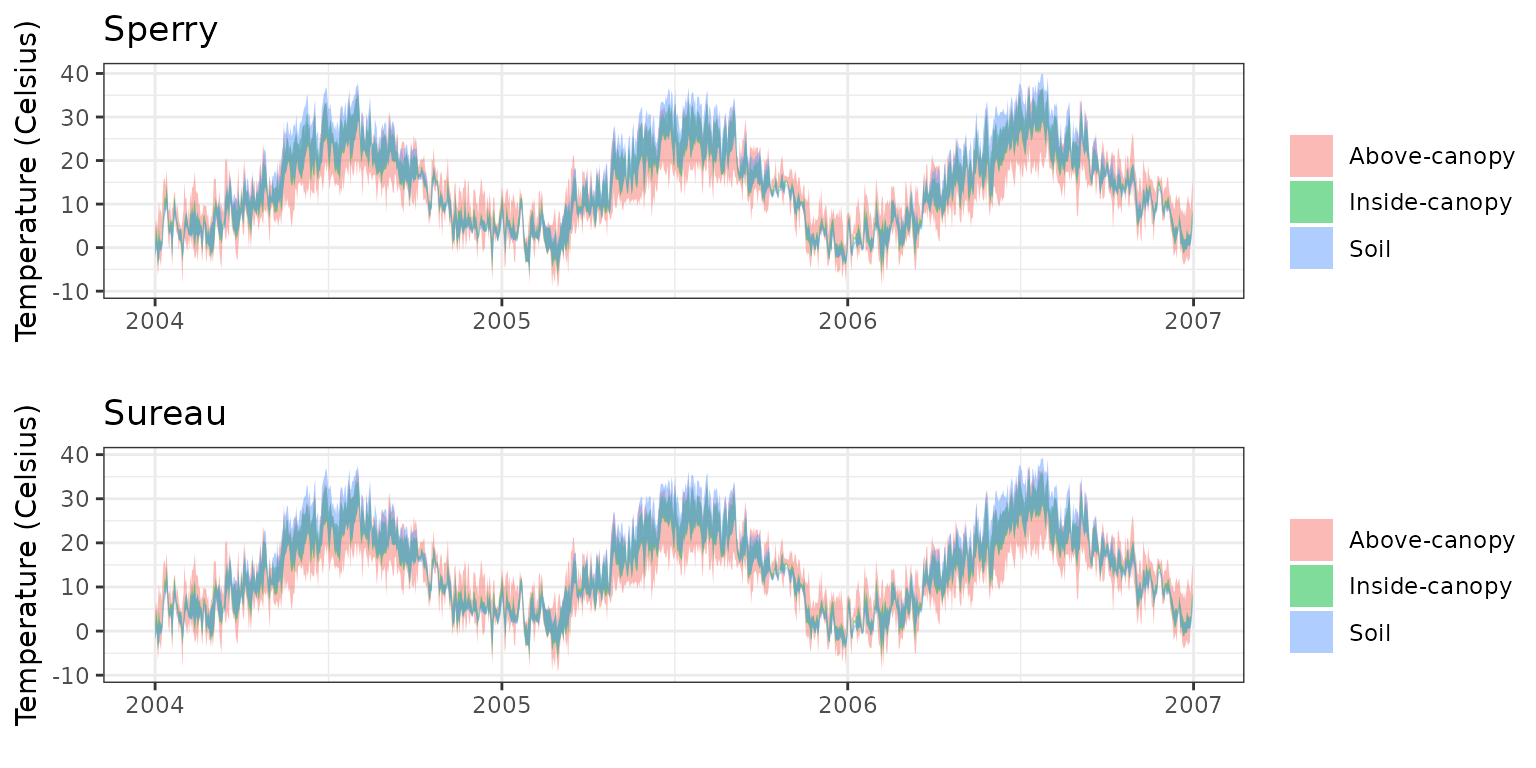 Sperry
Temperature (Celsius)
40
30
20
10
0
-10
2004 2005 2006 2007
Above-canopy
Inside-canopy
Soil
Sureau
Temperature (Celsius)
40
30
20
10
0
-10
2004 2005 2006 2007
Above-canopy
Inside-canopy
Soil